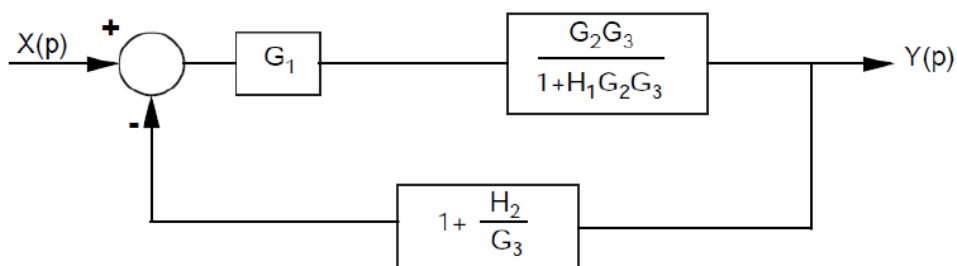 +
X(p)
G₁
G₂G₃
1+H₁G₂G₃
Y(p)
-
1+ H₂
G₃